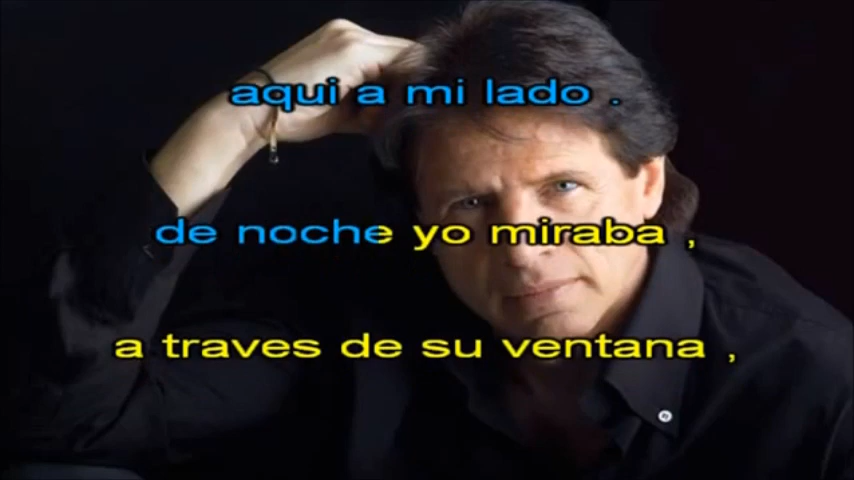 aqui a mi lado .
de noche yo miraba ,
a traves de su ventana ,